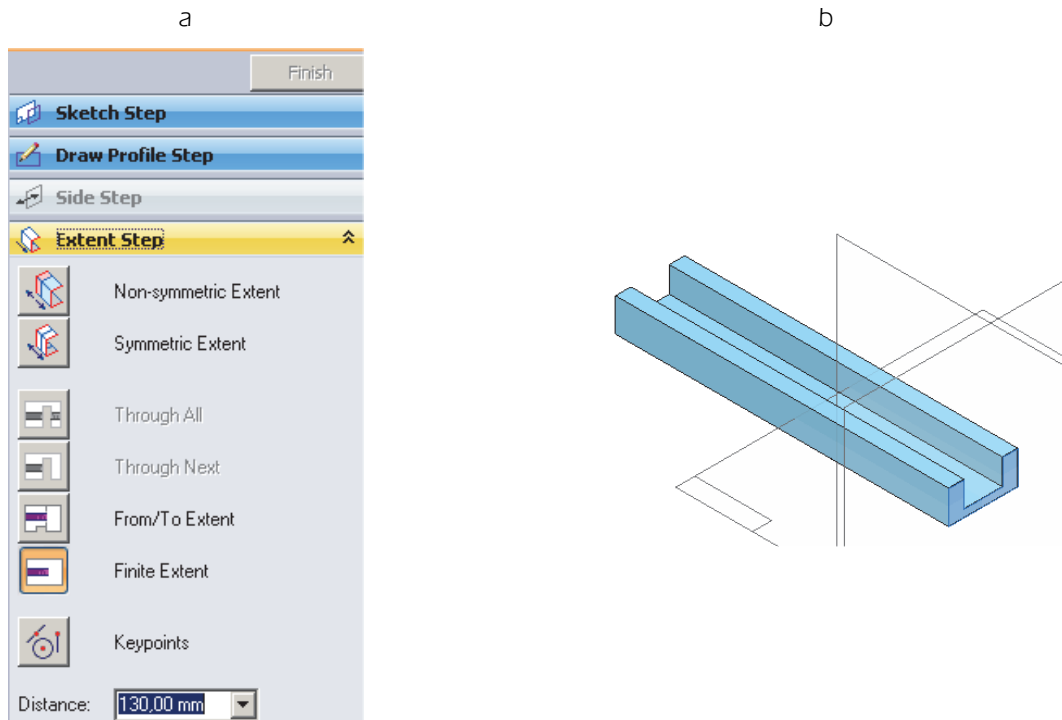 a
b
Finish
Sketch Step
Draw Profile Step
Side Step
Extent Step
Non-symmetric Extent
Symmetric Extent
Through All
Through Next
From/To Extent
Finite Extent
Keypoints
Distance: 130,00 mm